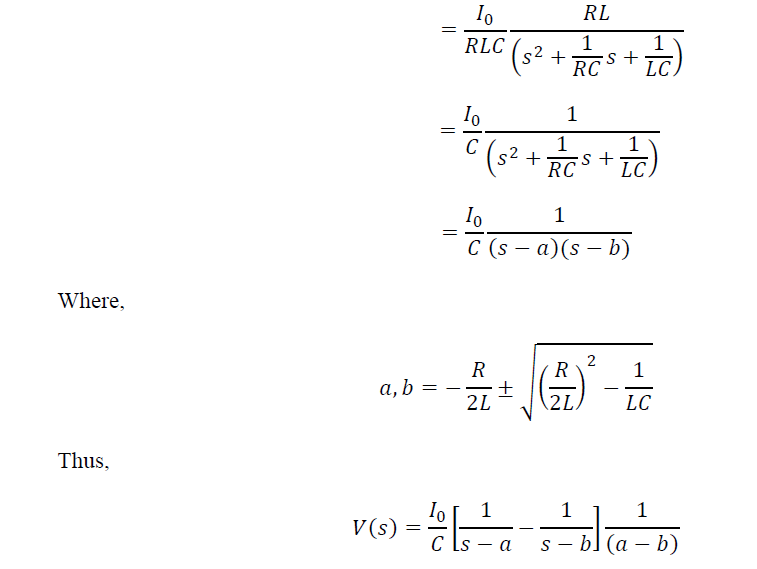 = \frac{I_0}{RLC} \frac{RL}{\left(s^2 + \frac{1}{RC}s + \frac{1}{LC}\right)}
= \frac{I_0}{C} \frac{1}{\left(s^2 + \frac{1}{RC}s + \frac{1}{LC}\right)}
= \frac{I_0}{C} \frac{1}{(s - a)(s - b)}
Where,
a, b = -\frac{R}{2L} \pm \sqrt{\left(\frac{R}{2L}\right)^2 - \frac{1}{LC}}
Thus,
V(s) = \frac{I_0}{C} \left[\frac{1}{s - a} - \frac{1}{s - b}\right] \frac{1}{(a - b)}